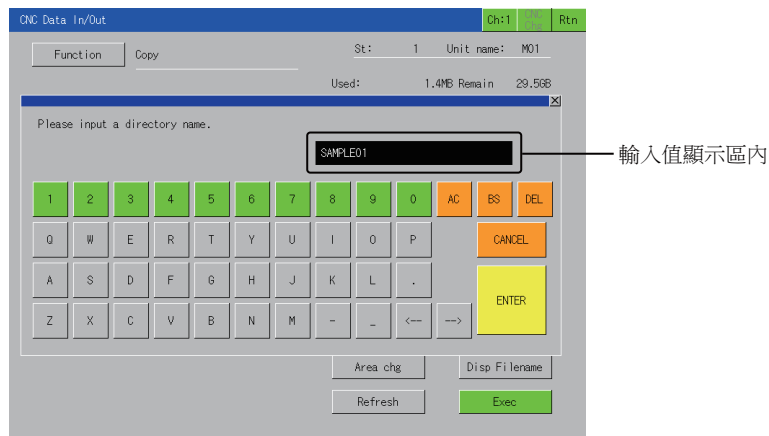 CNC Data In/Out Ch:1 CNC Chg Rtn
Function Copy St: 1 Unit name: M01
Used: 1.4MB Remain 29.5GB
Please input a directory name.
SAMPLE01
輸入值顯示區內
1 2 3 4 5 6 7 8 9 0 AC BS DEL
Q W E R T Y U I O P CANCEL
A S D F G H J K L .
ENTER
Z X C V B N M - _ <-- -->
Area chg Disp Filename
Refresh Exec